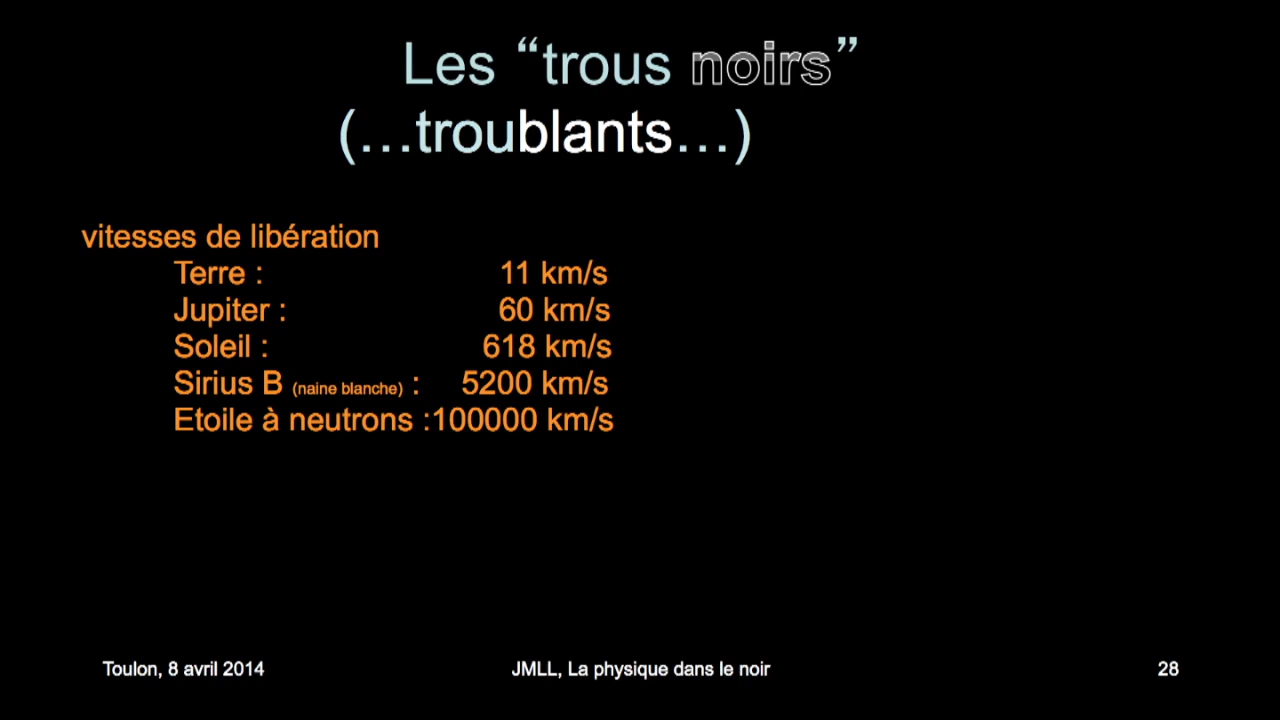 Les “trous noirs”
(…troublants…)
vitesses de libération
Terre : 11 km/s
Jupiter : 60 km/s
Soleil : 618 km/s
Sirius B (naine blanche) : 5200 km/s
Etoile à neutrons :100000 km/s
Toulon, 8 avril 2014 JMLL, La physique dans le noir 28